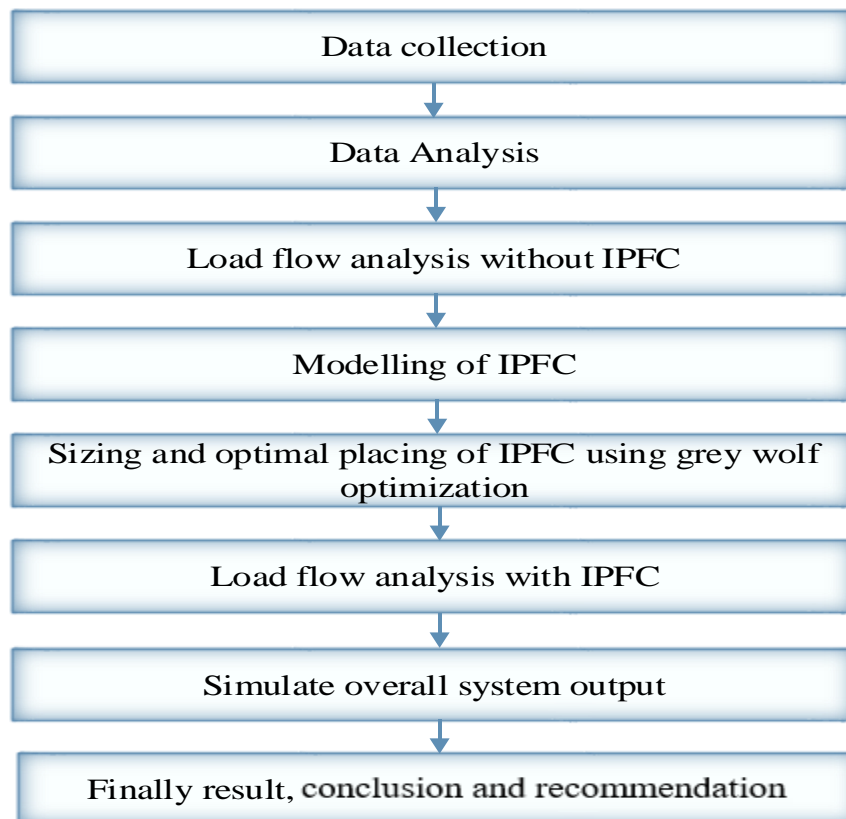 Data collection
Data Analysis
Load flow analysis without IPFC
Modelling of IPFC
Sizing and optimal placing of IPFC using grey wolf
optimization
Load flow analysis with IPFC
Simulate overall system output
Finally result, conclusion and recommendation